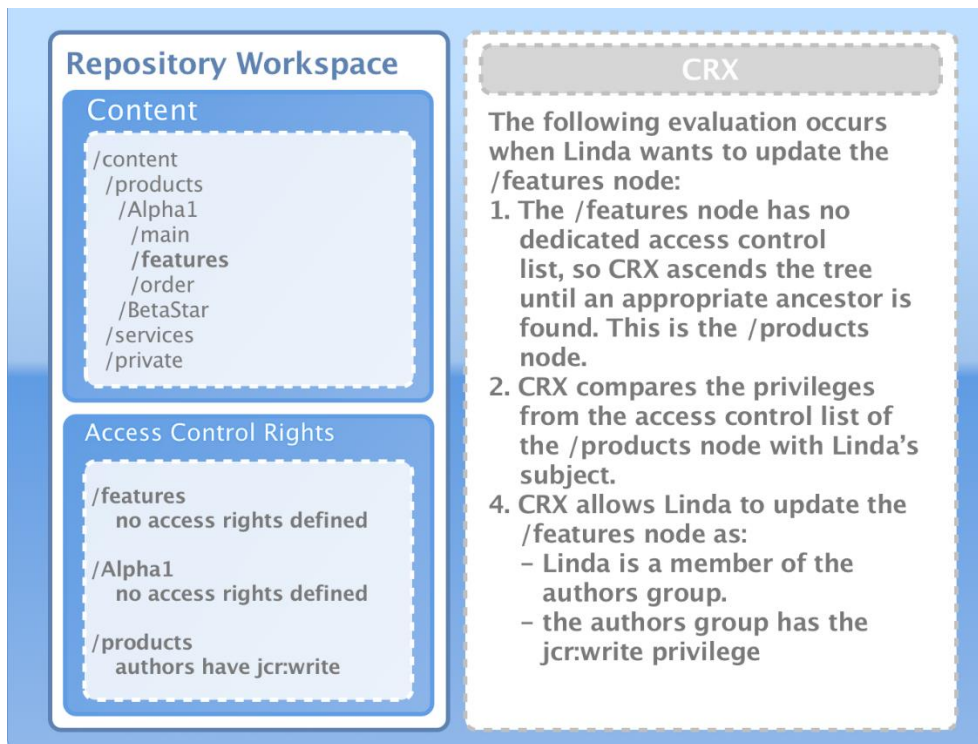 Repository Workspace
Content
/content
/products
/Alpha1
/main
/features
/order
/BetaStar
/services
/private
Access Control Rights
/features
no access rights defined
/Alpha1
no access rights defined
/products
authors have jcr:write
CRX
The following evaluation occurs
when Linda wants to update the
/features node:
1. The /features node has no
dedicated access control
list, so CRX ascends the tree
until an appropriate ancestor is
found. This is the /products
node.
2. CRX compares the privileges
from the access control list of
the /products node with Linda's
subject.
4. CRX allows Linda to update the
/features node as:
– Linda is a member of the
authors group.
– the authors group has the
jcr:write privilege